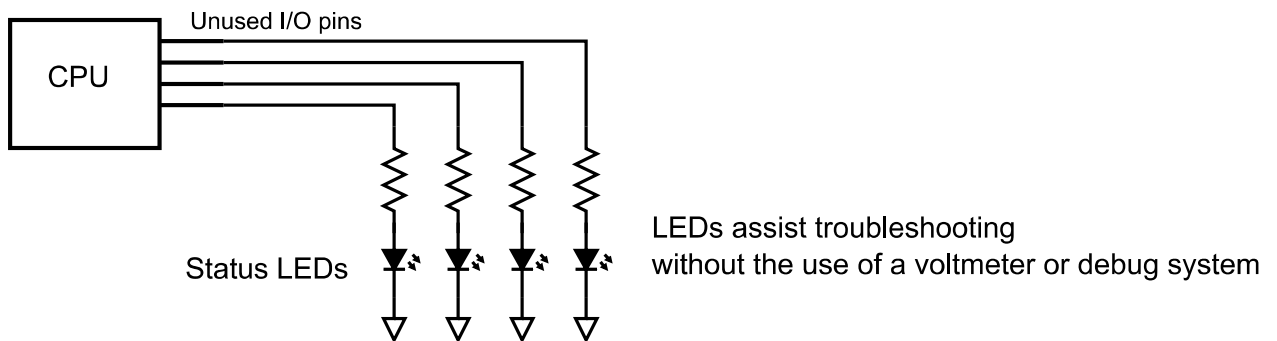 Unused I/O pins
CPU
Status LEDs
LEDs assist troubleshooting
without the use of a voltmeter or debug system